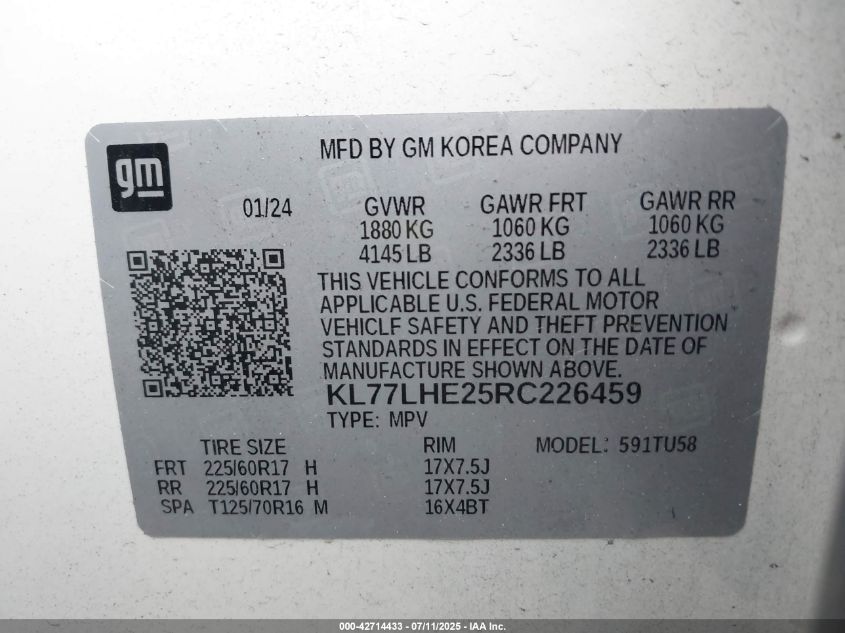 gm
MFD BY GM KOREA COMPANY
01/24
GVWR GAWR FRT GAWR RR
1880 KG 1060 KG 1060 KG
4145 LB 2336 LB 2336 LB
THIS VEHICLE CONFORMS TO ALL
APPLICABLE U.S. FEDERAL MOTOR
VEHICLE SAFETY AND THEFT PREVENTION
STANDARDS IN EFFECT ON THE DATE OF
MANUFACTURE SHOWN ABOVE.
KL77LHE25RC226459
TYPE: MPV
TIRE SIZE RIM MODEL: 591TU58
FRT 225/60R17 H 17X7.5J
RR 225/60R17 H 17X7.5J
SPA T125/70R16 M 16X4BT
000-42714433 - 07/11/2025 - IAA Inc.